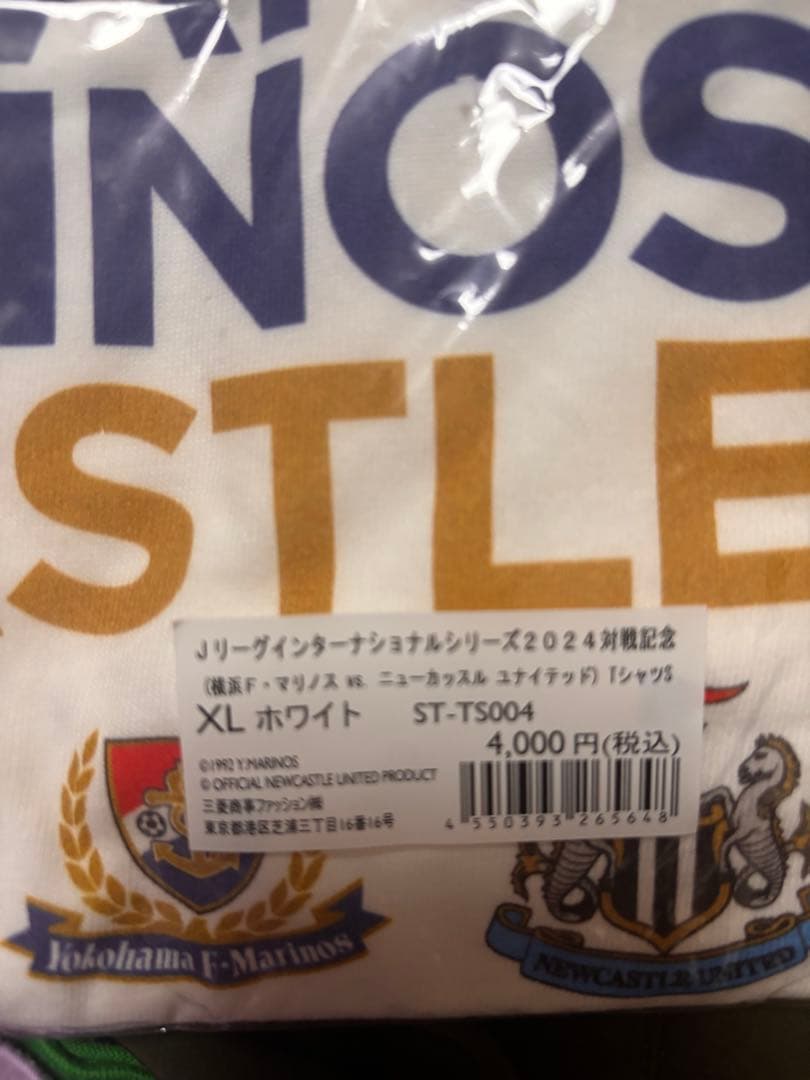 INOS
STLE
Jリーグインターナショナルシリーズ2024対戦記念
(横浜F・マリノス vs. ニューカッスル ユナイテッド) TシャツS
XL ホワイト ST-TS004
4,000円(税込)
©1992 Y.MARINOS
© OFFICIAL NEWCASTLE UNITED PRODUCT
三菱商事ファッション㈱
東京都港区芝浦三丁目16番16号
4 550393 265648
Yokohama F·Marinos
NEWCASTLE UNITED